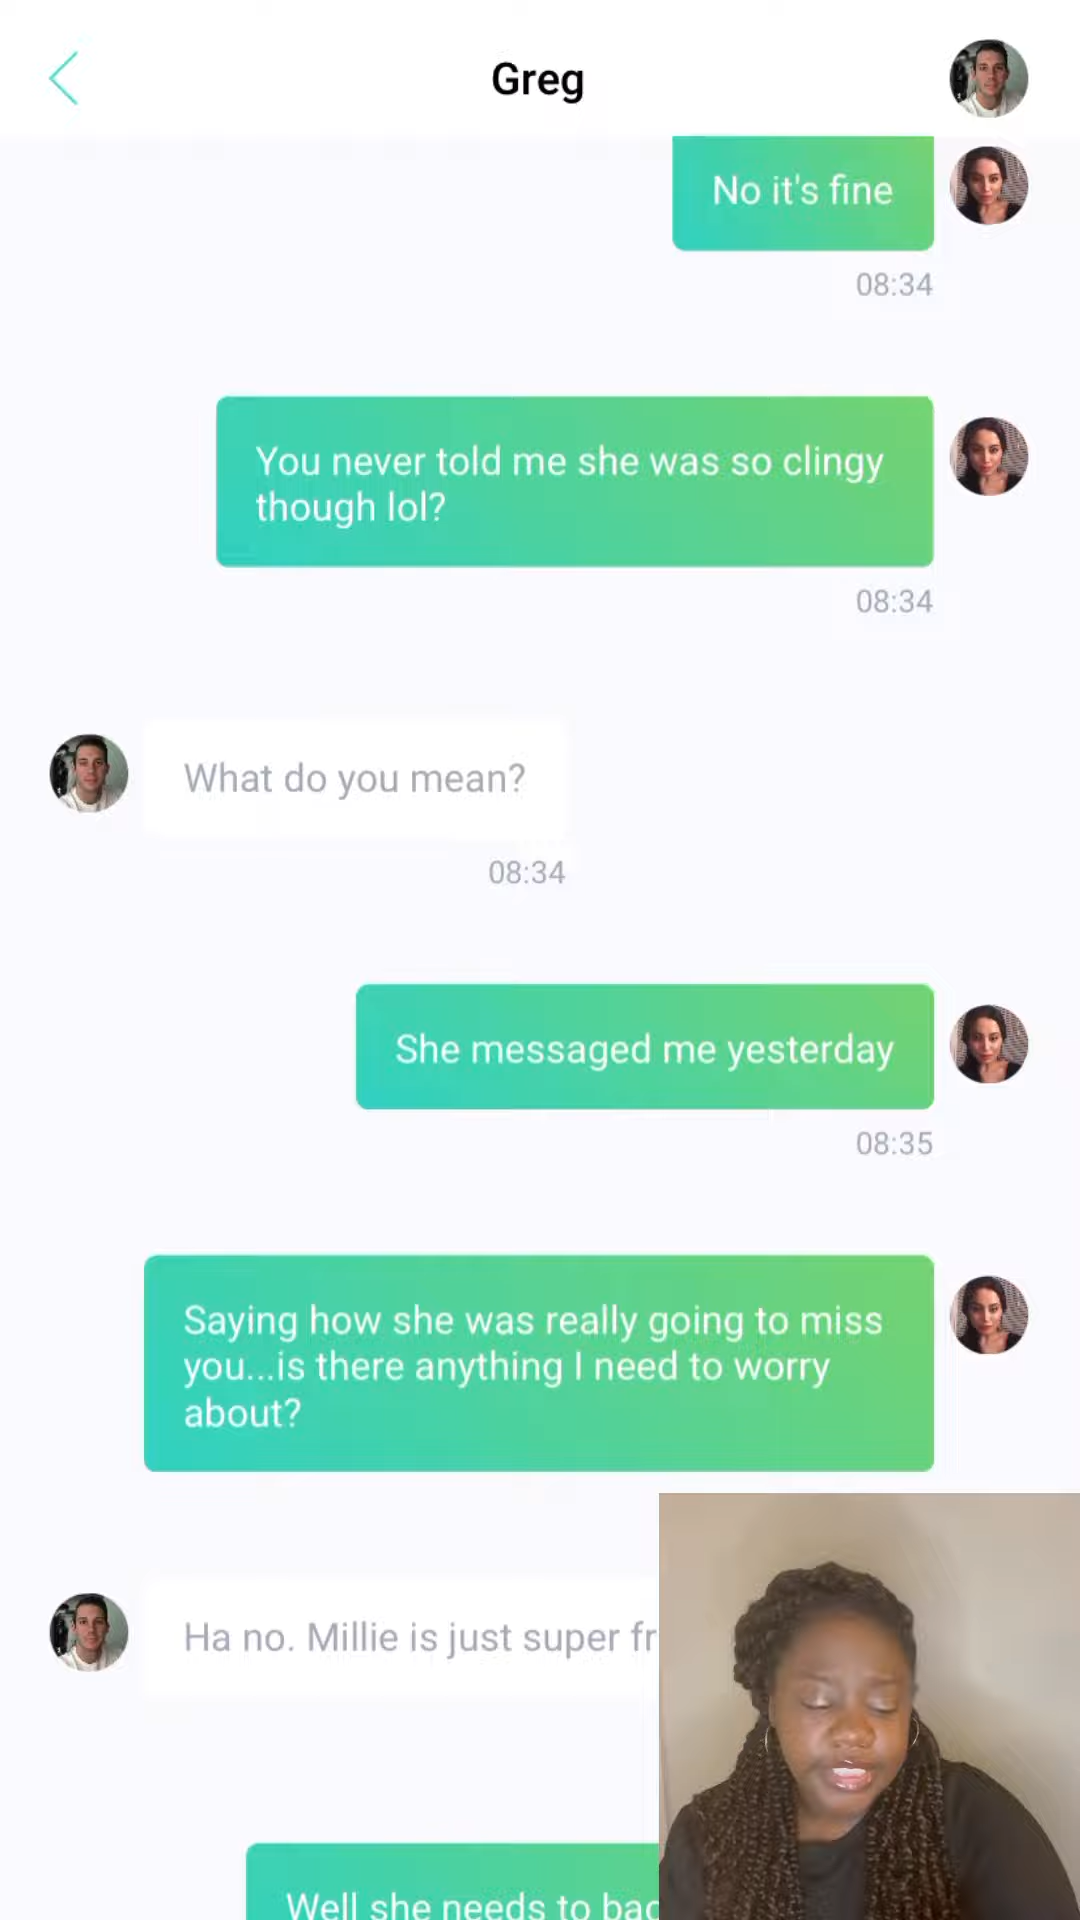 Greg
No it's fine
08:34
You never told me she was so clingy
though lol?
08:34
What do you mean?
08:34
She messaged me yesterday
08:35
Saying how she was really going to miss
you...is there anything I need to worry
about?
Ha no. Millie is just super fr
Well she needs to bac